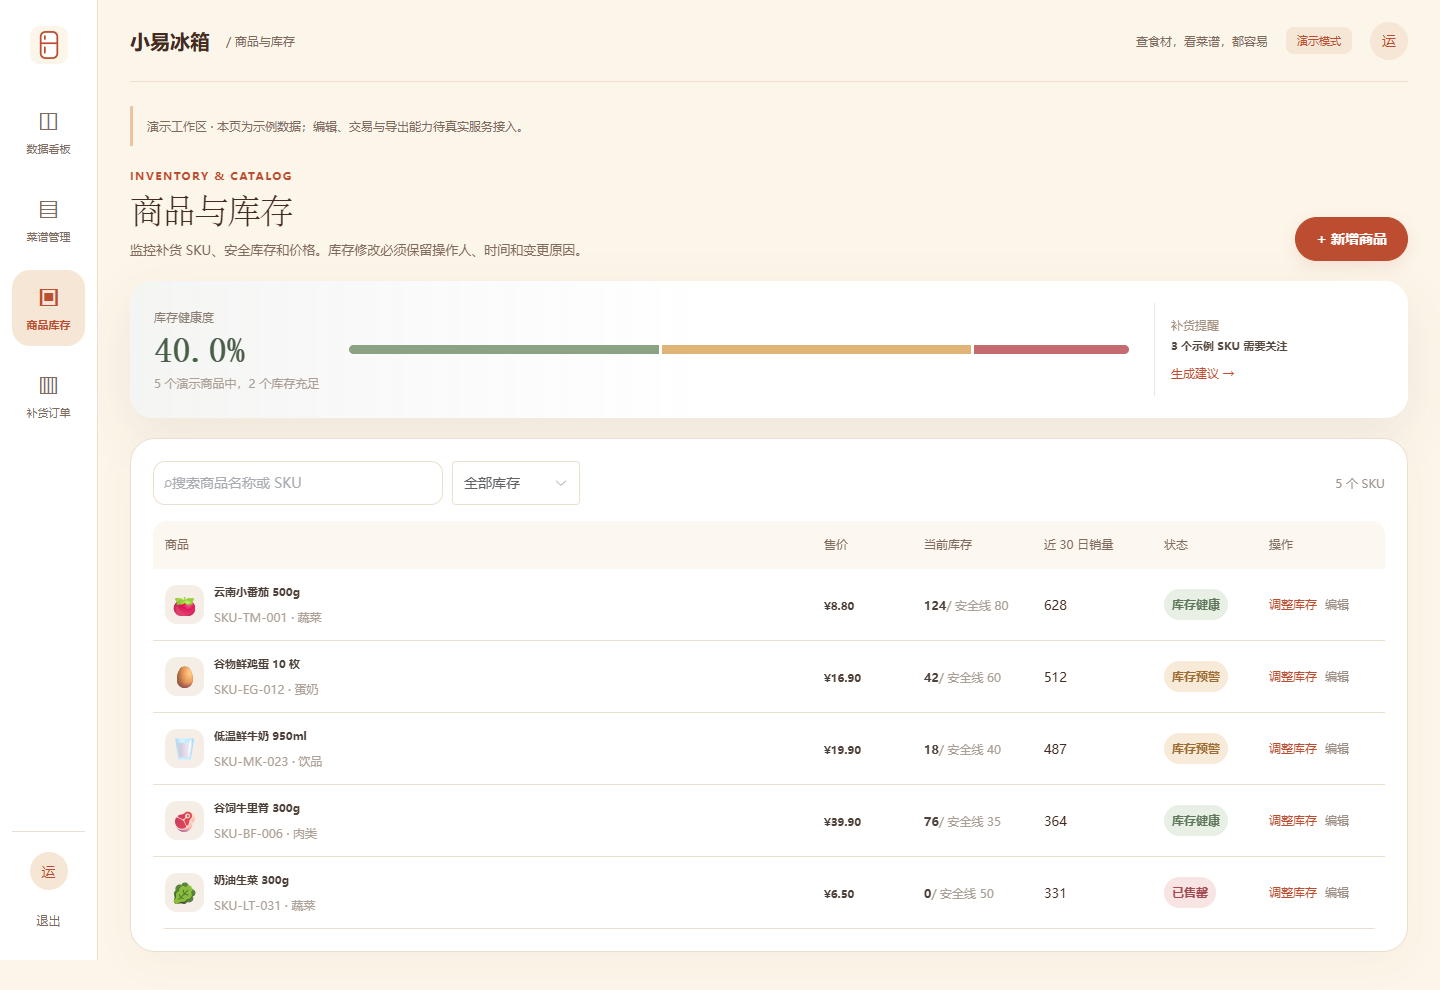 小易冰箱 / 商品与库存
查食材，看菜谱，都容易 演示模式 运
数据看板
菜谱管理
商品库存
补货订单
运
退出
演示工作区 · 本页为示例数据；编辑、交易与导出能力待真实服务接入。
INVENTORY & CATALOG
商品与库存
监控补货 SKU、安全库存和价格。库存修改必须保留操作人、时间和变更原因。
+ 新增商品
库存健康度
40.0%
5 个演示商品中，2 个库存充足
补货提醒
3 个示例 SKU 需要关注
生成建议 →
搜索商品名称或 SKU 全部库存 5 个 SKU
商品 售价 当前库存 近 30 日销量 状态 操作
云南小番茄 500g
SKU-TM-001 · 蔬菜
¥8.80 124/ 安全线 80 628 库存健康 调整库存 编辑
谷物鲜鸡蛋 10 枚
SKU-EG-012 · 蛋奶
¥16.90 42/ 安全线 60 512 库存预警 调整库存 编辑
低温鲜牛奶 950ml
SKU-MK-023 · 饮品
¥19.90 18/ 安全线 40 487 库存预警 调整库存 编辑
谷饲牛里脊 300g
SKU-BF-006 · 肉类
¥39.90 76/ 安全线 35 364 库存健康 调整库存 编辑
奶油生菜 300g
SKU-LT-031 · 蔬菜
¥6.50 0/ 安全线 50 331 已售罄 调整库存 编辑